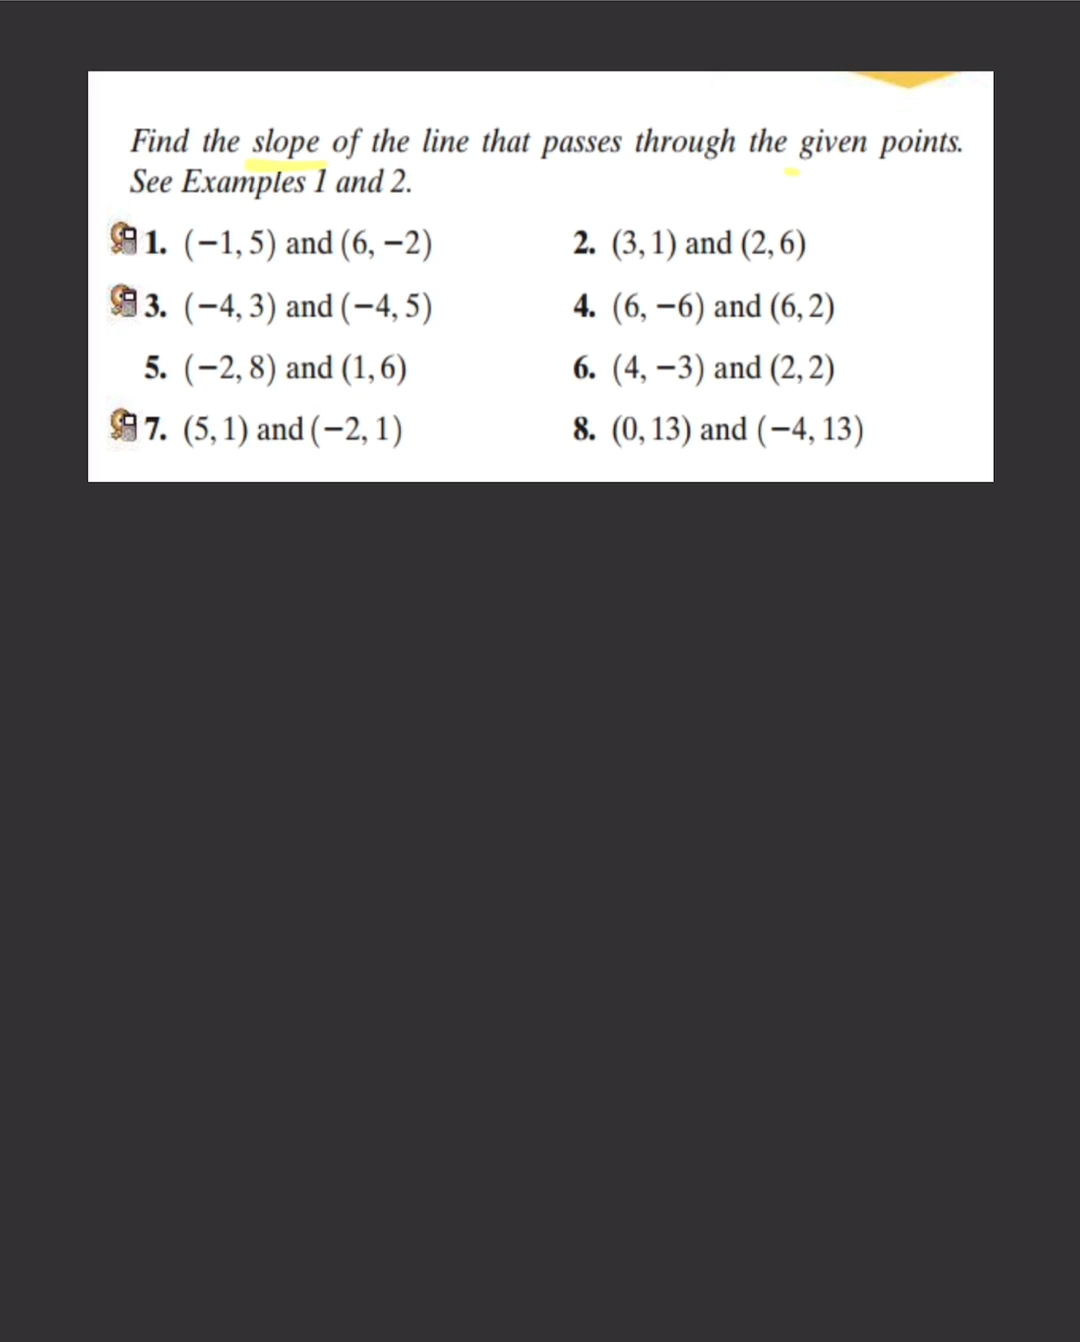 Find the slope of the line that passes through the given points.
See Examples 1 and 2.
1. (−1, 5) and (6, −2)
2. (3, 1) and (2, 6)
3. (−4, 3) and (−4, 5)
4. (6, −6) and (6, 2)
5. (−2, 8) and (1, 6)
6. (4, −3) and (2, 2)
7. (5, 1) and (−2, 1)
8. (0, 13) and (−4, 13)